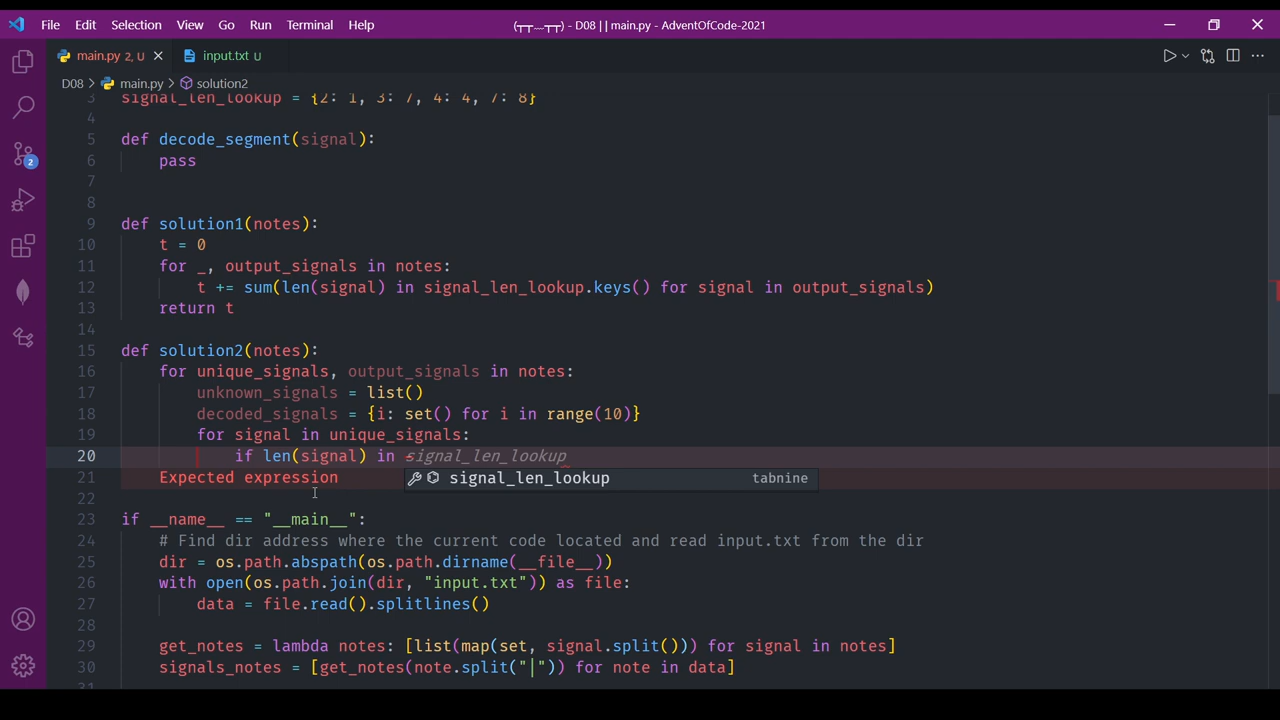 File Edit Selection View Go Run Terminal Help (┬┬﹏┬┬) - D08 | | main.py - AdventOfCode-2021
main.py 2, U input.txt U
D08 > main.py > solution2
3 signal_len_lookup = {2: 1, 3: 7, 4: 4, 7: 8}
4
5 def decode_segment(signal):
6 pass
7
8
9 def solution1(notes):
10 t = 0
11 for _, output_signals in notes:
12 t += sum(len(signal) in signal_len_lookup.keys() for signal in output_signals)
13 return t
14
15 def solution2(notes):
16 for unique_signals, output_signals in notes:
17 unknown_signals = list()
18 decoded_signals = {i: set() for i in range(10)}
19 for signal in unique_signals:
20 if len(signal) in signal_len_lookup
21 Expected expression signal_len_lookup tabnine
22
23 if __name__ == "__main__":
24 # Find dir address where the current code located and read input.txt from the dir
25 dir = os.path.abspath(os.path.dirname(__file__))
26 with open(os.path.join(dir, "input.txt")) as file:
27 data = file.read().splitlines()
28
29 get_notes = lambda notes: [list(map(set, signal.split())) for signal in notes]
30 signals_notes = [get_notes(note.split("|")) for note in data]
31
2